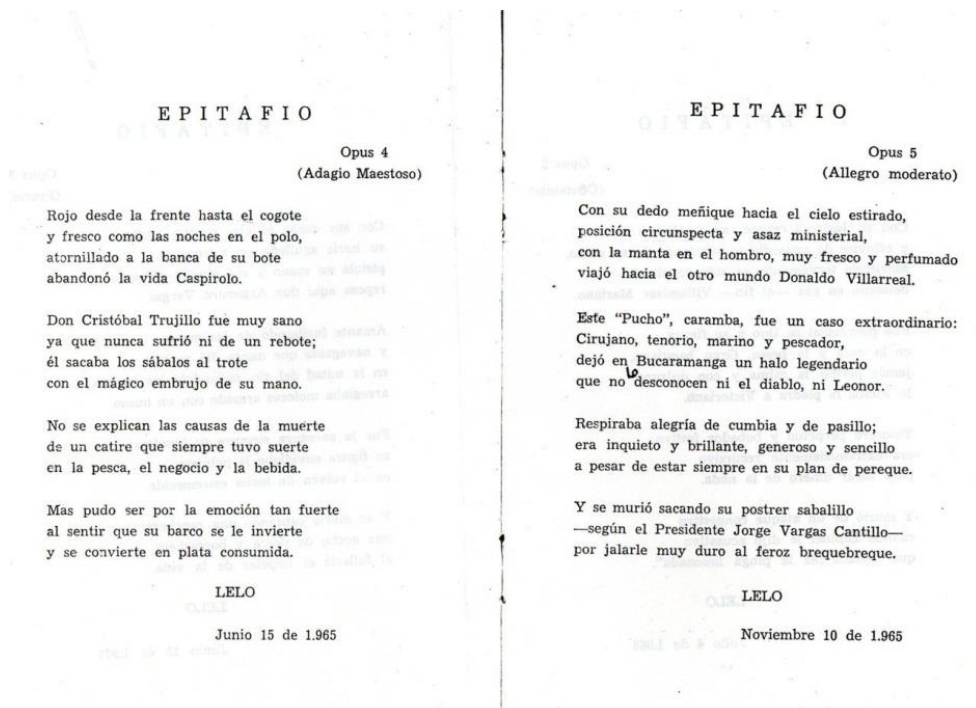 EPITAFIO
Opus 4
(Adagio Maestoso)
Rojo desde la frente hasta el cogote
y fresco como las noches en el polo,
atornillado a la banca de su bote
abandonó la vida Caspirolo.
Don Cristóbal Trujillo fué muy sano
ya que nunca sufrió ni de un rebote;
él sacaba los sábalos al trote
con el mágico embrujo de su mano.
No se explican las causas de la muerte
de un catire que siempre tuvo suerte
en la pesca, el negocio y la bebida.
Mas pudo ser por la emoción tan fuerte
al sentir que su barco se le invierte
y se convierte en plata consumida.
LELO
Junio 15 de 1.965
EPITAFIO
Opus 5
(Allegro moderato)
Con su dedo meñique hacia el cielo estirado,
posición circunspecta y asaz ministerial,
con la manta en el hombro, muy fresco y perfumado
viajó hacia el otro mundo Donaldo Villarreal.
Este "Pucho", caramba, fue un caso extraordinario:
Cirujano, tenorio, marino y pescador,
dejó en Bucaramanga un halo legendario
que no lo desconocen ni el diablo, ni Leonor.
Respiraba alegría de cumbia y de pasillo;
era inquieto y brillante, generoso y sencillo
a pesar de estar siempre en su plan de pereque.
Y se murió sacando su postrer sabalillo
—según el Presidente Jorge Vargas Cantillo—
por jalarle muy duro al feroz brequebreque.
LELO
Noviembre 10 de 1.965